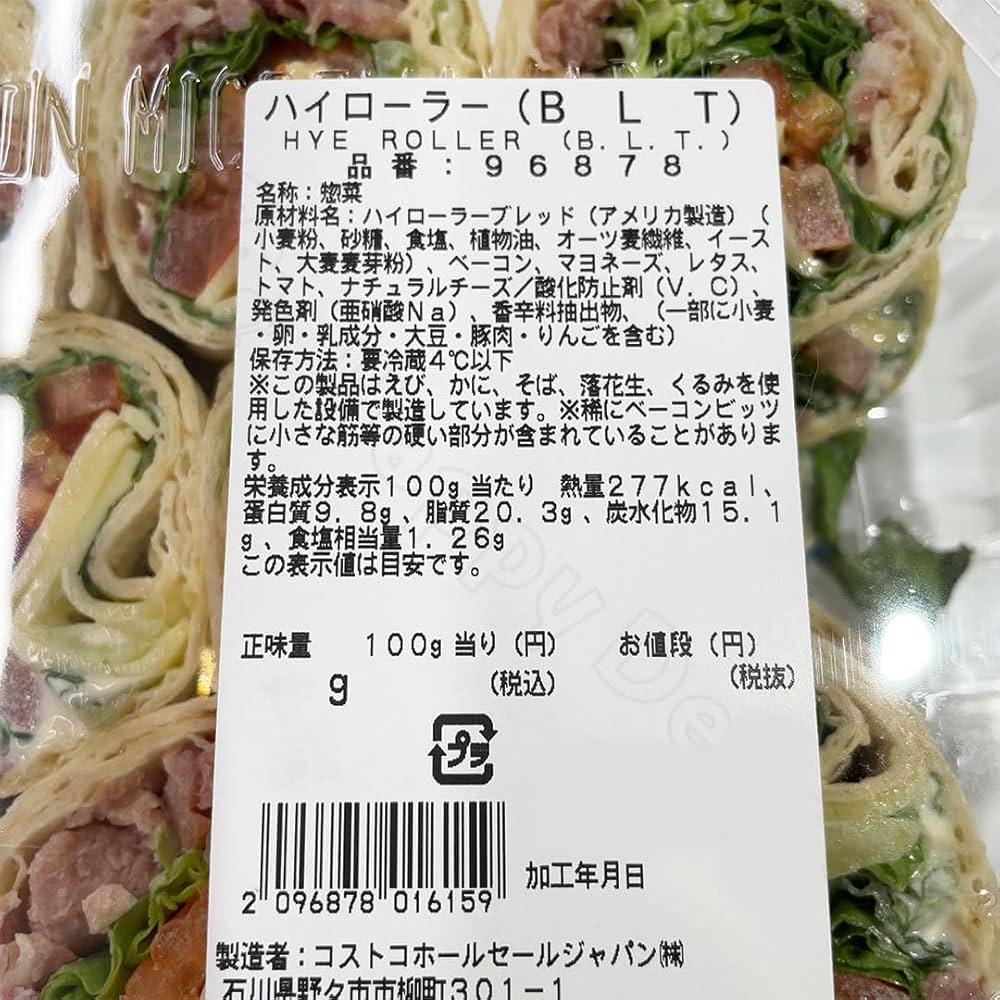 ハイローラー（B L T）
HYE ROLLER (B.L.T.)
品番：96878
名称：惣菜
原材料名：ハイローラーブレッド（アメリカ製造）（
小麦粉、砂糖、食塩、植物油、オーツ麦繊維、イース
ト、大麦麦芽粉）、ベーコン、マヨネーズ、レタス、
トマト、ナチュラルチーズ／酸化防止剤（V.C）、
発色剤（亜硝酸Na）、香辛料抽出物、（一部に小麦
・卵・乳成分・大豆・豚肉・りんごを含む）
保存方法：要冷蔵4℃以下
※この製品はえび、かに、そば、落花生、くるみを使
用した設備で製造しています。※稀にベーコンビッツ
に小さな筋等の硬い部分が含まれていることがありま
す。
栄養成分表示100g当たり 熱量277kcal、
蛋白質9.8g、脂質20.3g、炭水化物15.1
g、食塩相当量1.26g
この表示値は目安です。
正味量 100g当り（円） お値段（円）
g （税込） （税抜）
プラ
加工年月日
2 096878 016159
製造者：コストコホールセールジャパン㈱
石川県野々市市柳町301-1